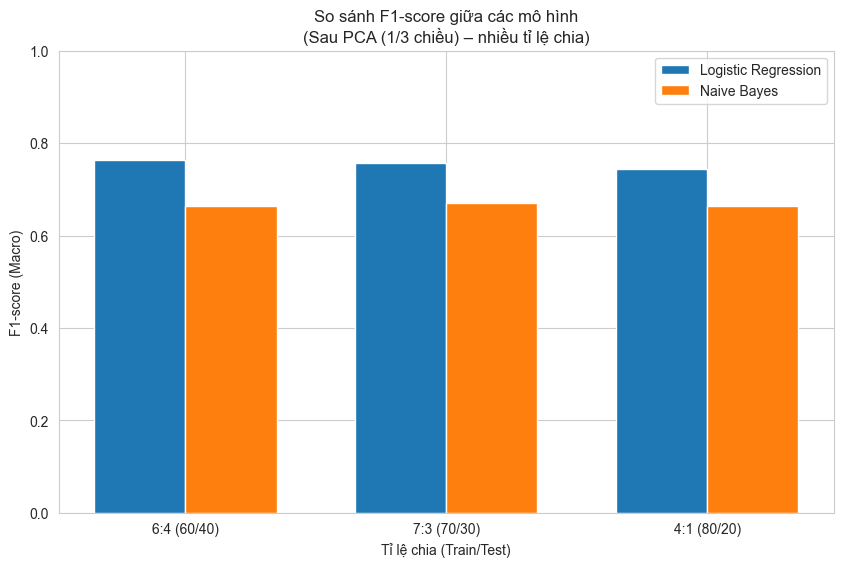 So sánh F1-score giữa các mô hình
(Sau PCA (1/3 chiều) – nhiều tỉ lệ chia)
Logistic Regression
Naive Bayes
F1-score (Macro)
1.0
0.8
0.6
0.4
0.2
0.0
6:4 (60/40)
7:3 (70/30)
4:1 (80/20)
Tỉ lệ chia (Train/Test)